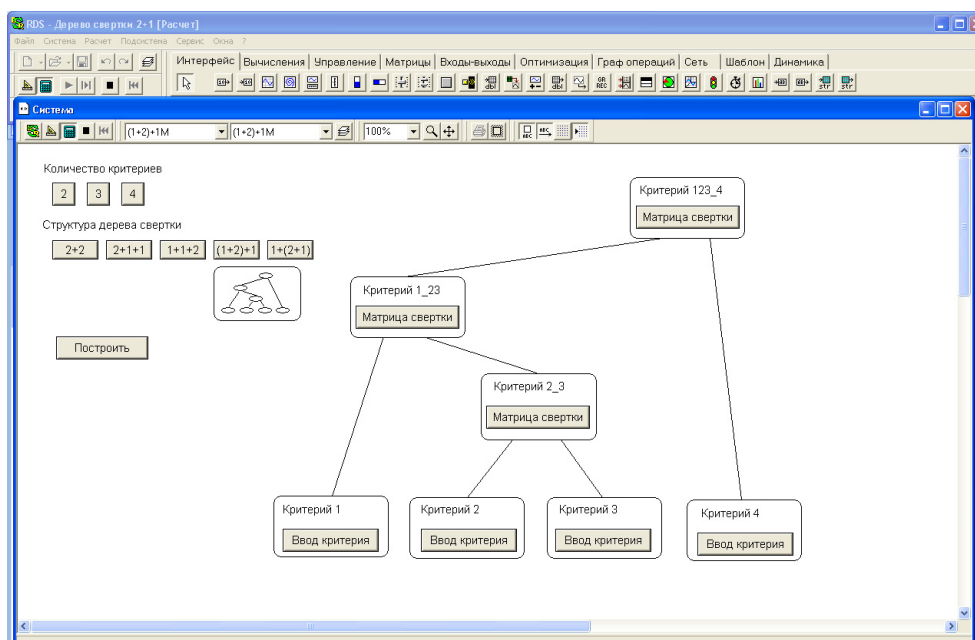 RDS - Дерево свертки 2+1 [Расчет]
Файл Система Расчет Подсистема Сервис Окна ?
Интерфейс Вычисления Управление Матрицы Входы-выходы Оптимизация Граф операций Сеть Шаблон Динамика
Система
(1+2)+1M (1+2)+1M 100%
Количество критериев
2 3 4
Структура дерева свертки
2+2 2+1+1 1+1+2 (1+2)+1 1+(2+1)
Построить
Критерий 123_4
Матрица свертки
Критерий 1_23
Матрица свертки
Критерий 2_3
Матрица свертки
Критерий 1
Ввод критерия
Критерий 2
Ввод критерия
Критерий 3
Ввод критерия
Критерий 4
Ввод критерия